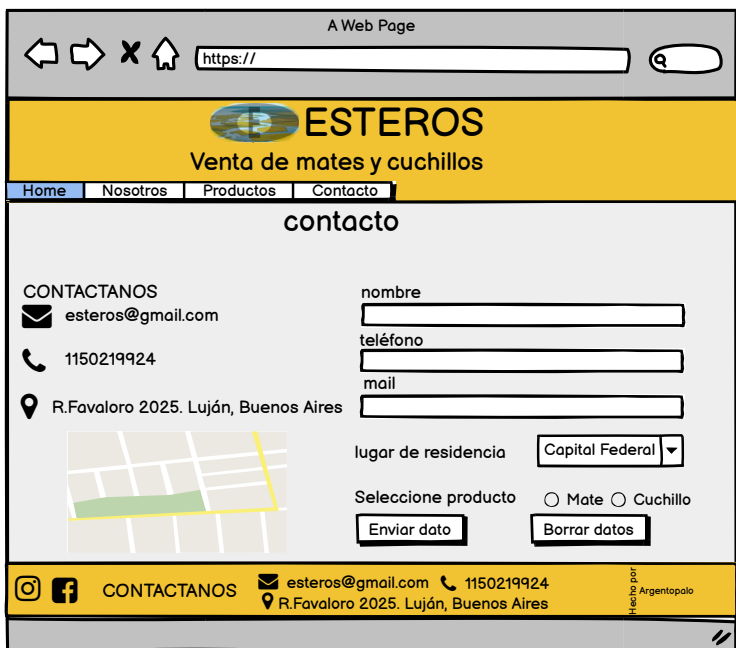 A Web Page
https://
E ESTEROS
Venta de mates y cuchillos
Home Nosotros Productos Contacto
contacto
CONTACTANOS
esteros@gmail.com
1150219924
R.Favaloro 2025. Luján, Buenos Aires
nombre
teléfono
mail
lugar de residencia Capital Federal
Seleccione producto Mate Cuchillo
Enviar dato Borrar datos
CONTACTANOS
esteros@gmail.com 1150219924
R.Favaloro 2025. Luján, Buenos Aires
Hecho por
Argentopalo